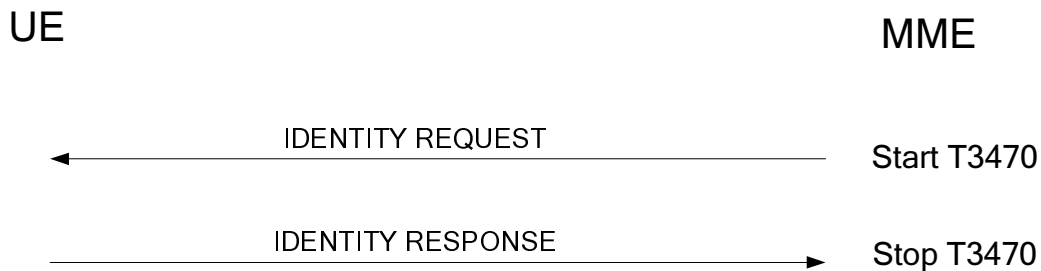 UE
MME
IDENTITY REQUEST
Start T3470
IDENTITY RESPONSE
Stop T3470